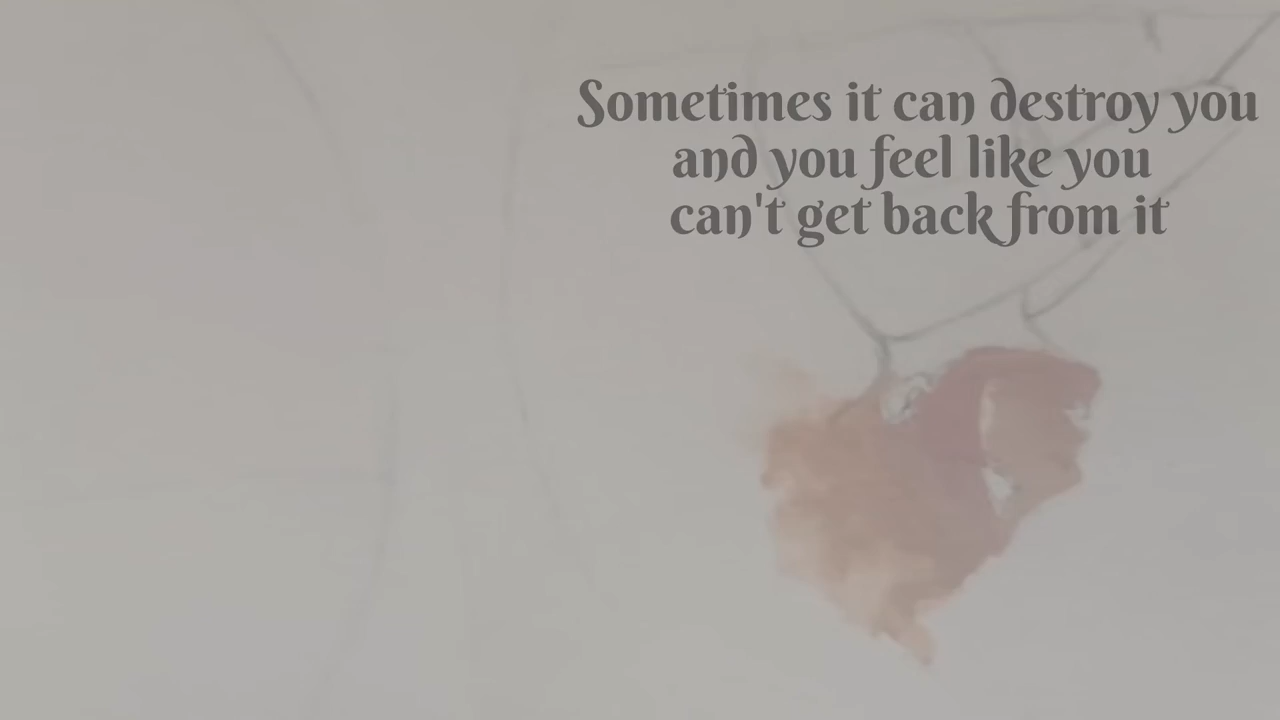 Sometimes it can destroy you
and you feel like you
can't get back from it